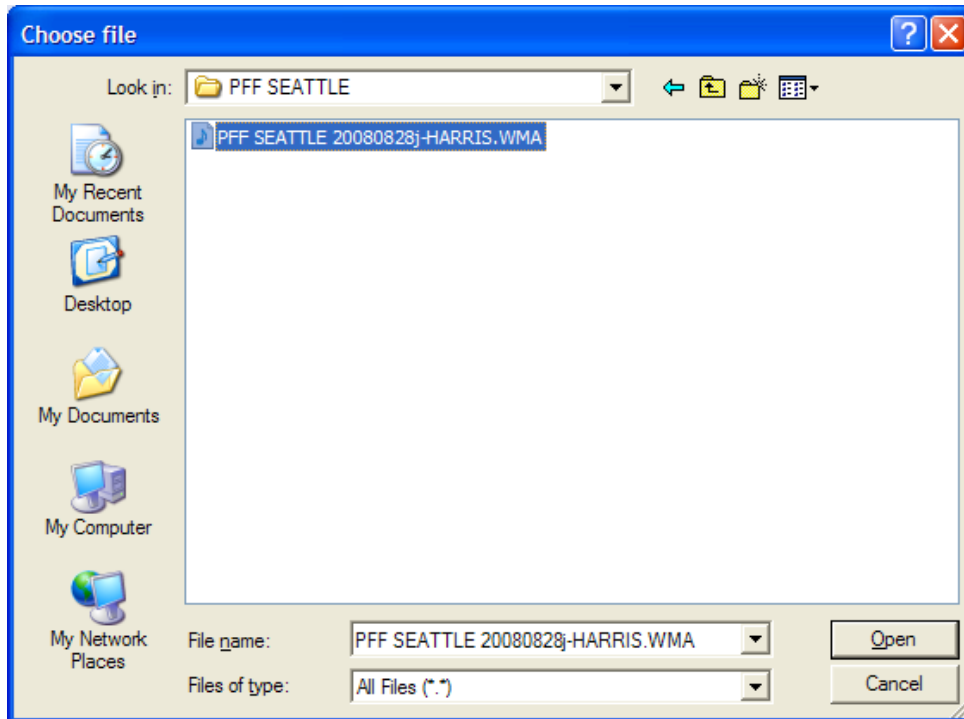 Choose file
Look in: PFF SEATTLE
PFF SEATTLE 20080828j-HARRIS.WMA
My Recent
Documents
Desktop
My Documents
My Computer
My Network
Places
File name: PFF SEATTLE 20080828j-HARRIS.WMA Open
Files of type: All Files (*.*) Cancel